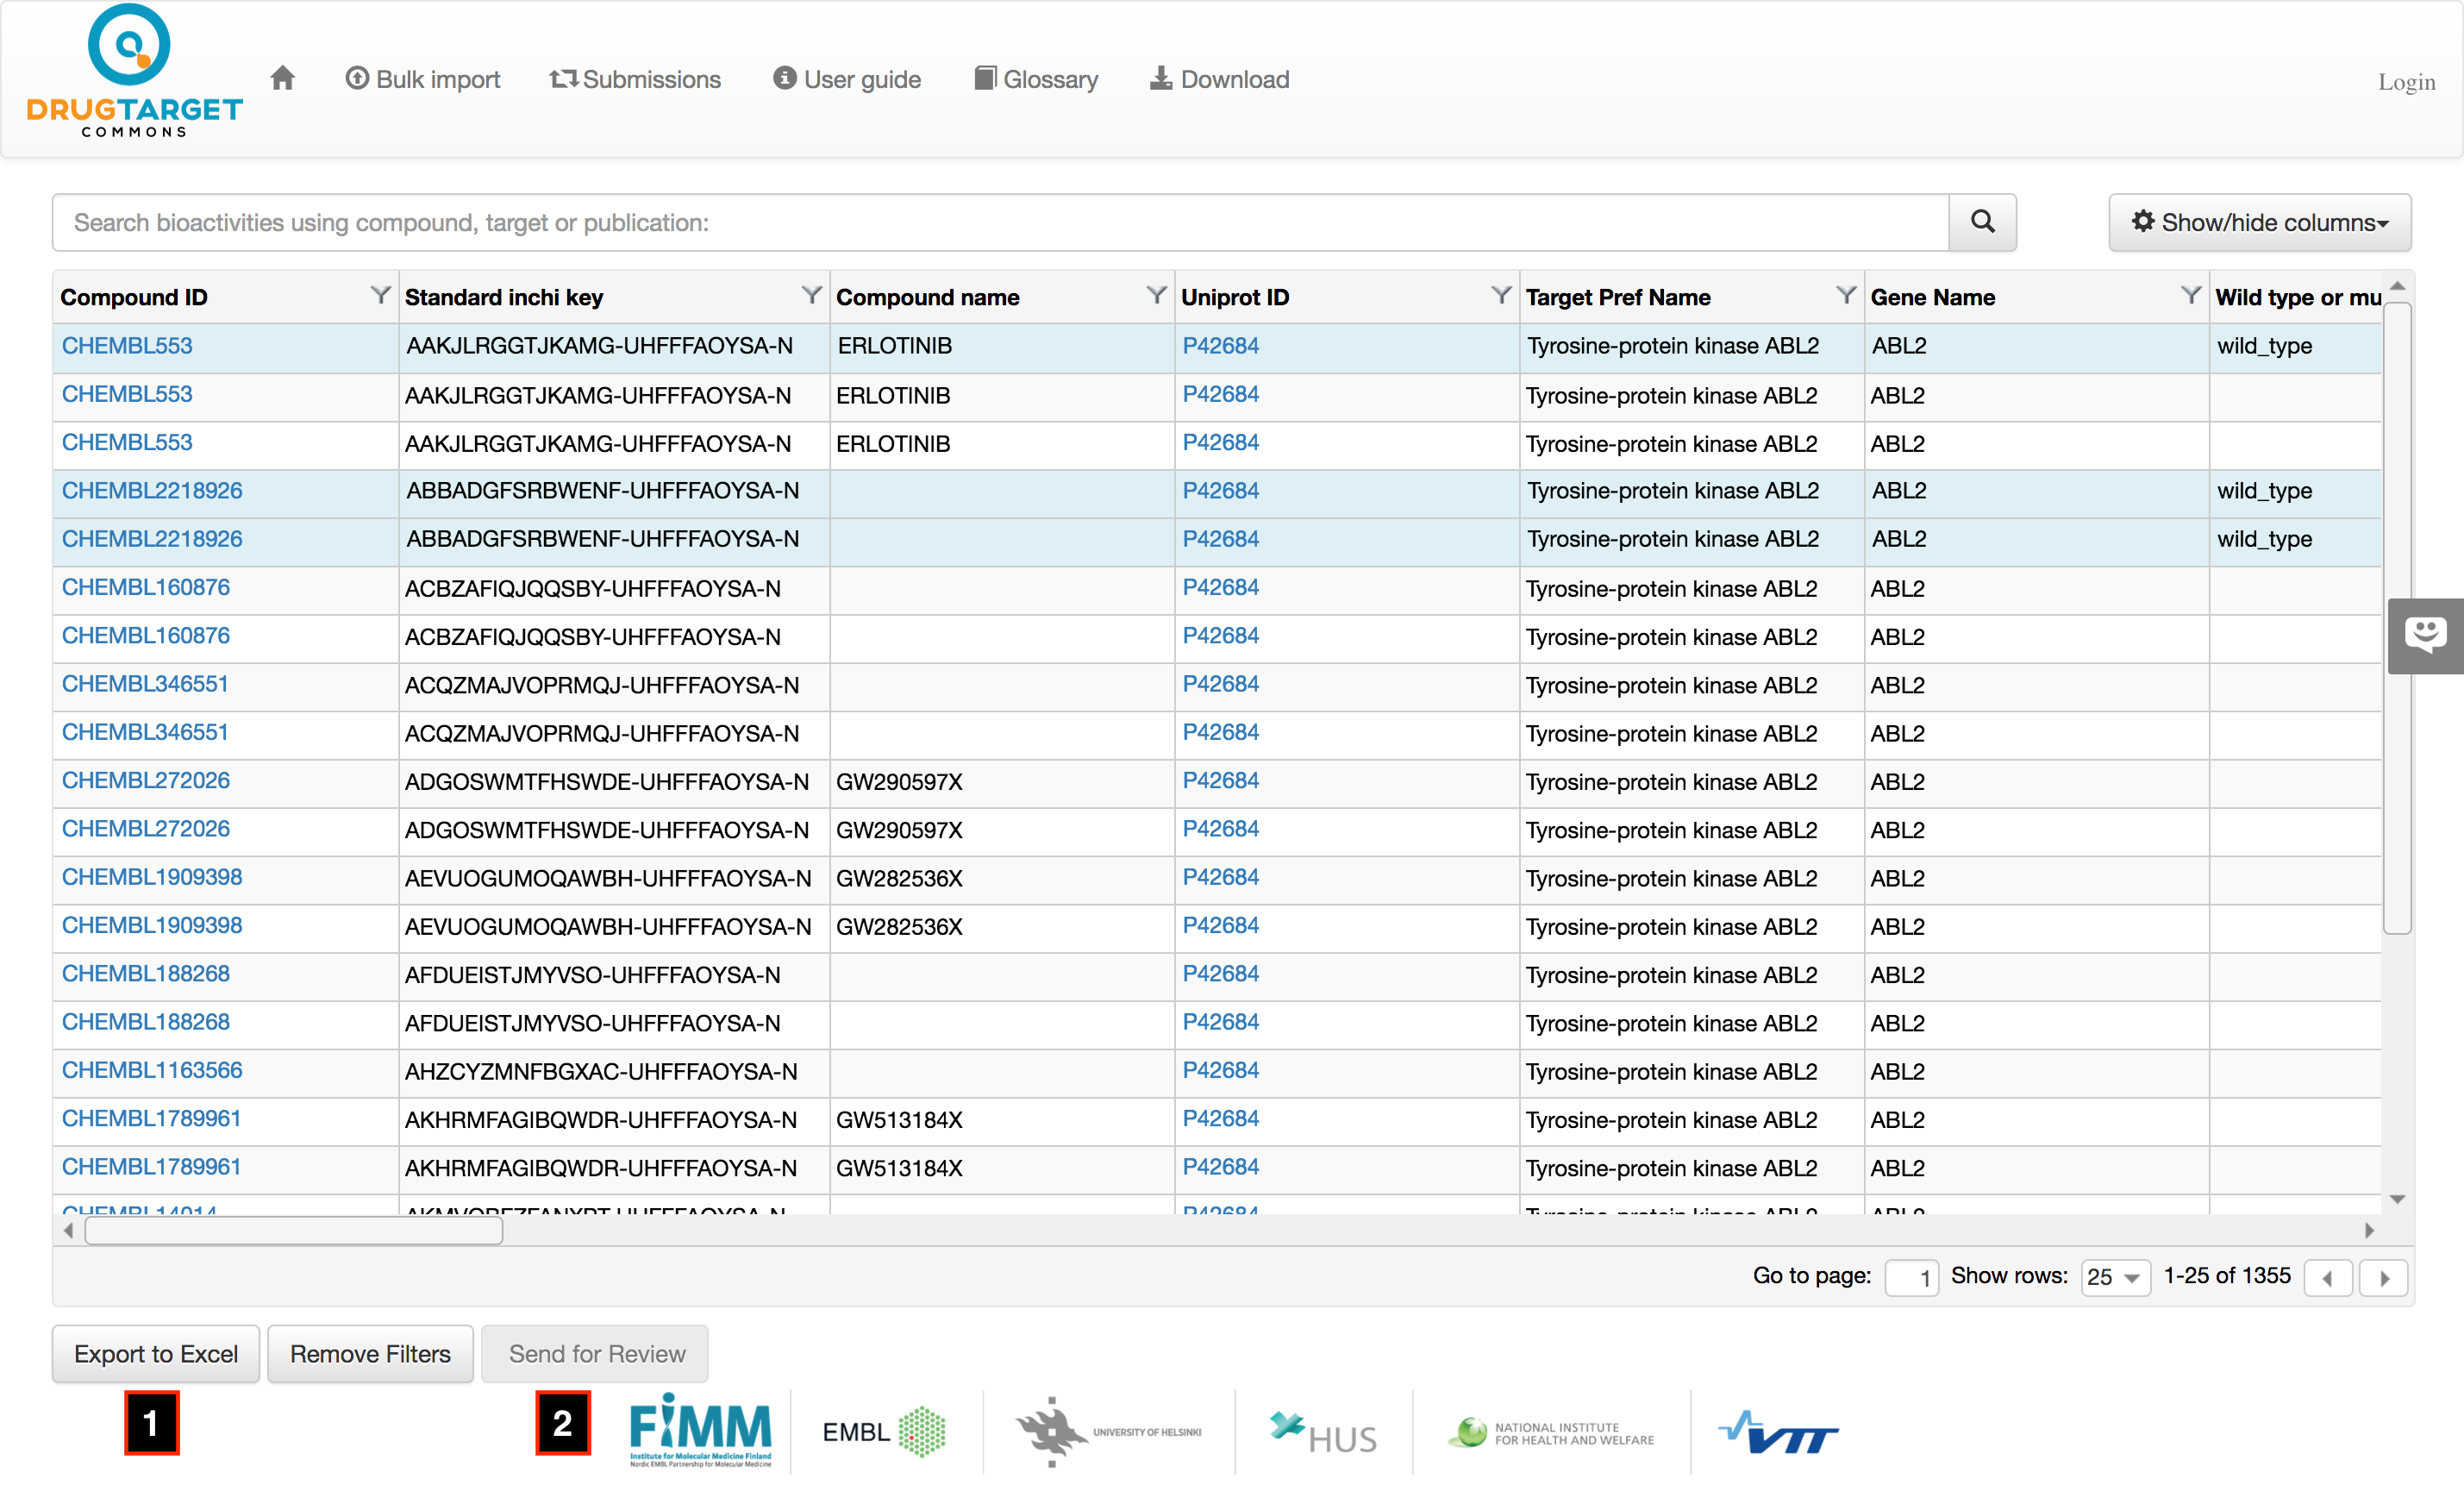 DRUGTARGET
COMMONS
Bulk import Submissions User guide Glossary Download
Login
Search bioactivities using compound, target or publication:
Show/hide columns
Compound ID Standard inchi key Compound name Uniprot ID Target Pref Name Gene Name Wild type or mu
CHEMBL553 AAKJLRGGTJKAMG-UHFFFAOYSA-N ERLOTINIB P42684 Tyrosine-protein kinase ABL2 ABL2 wild_type
CHEMBL553 AAKJLRGGTJKAMG-UHFFFAOYSA-N ERLOTINIB P42684 Tyrosine-protein kinase ABL2 ABL2
CHEMBL553 AAKJLRGGTJKAMG-UHFFFAOYSA-N ERLOTINIB P42684 Tyrosine-protein kinase ABL2 ABL2
CHEMBL2218926 ABBADGFSRBWENF-UHFFFAOYSA-N P42684 Tyrosine-protein kinase ABL2 ABL2 wild_type
CHEMBL2218926 ABBADGFSRBWENF-UHFFFAOYSA-N P42684 Tyrosine-protein kinase ABL2 ABL2 wild_type
CHEMBL160876 ACBZAFIQJQQSBY-UHFFFAOYSA-N P42684 Tyrosine-protein kinase ABL2 ABL2
CHEMBL160876 ACBZAFIQJQQSBY-UHFFFAOYSA-N P42684 Tyrosine-protein kinase ABL2 ABL2
CHEMBL346551 ACQZMAJVOPRMQJ-UHFFFAOYSA-N P42684 Tyrosine-protein kinase ABL2 ABL2
CHEMBL346551 ACQZMAJVOPRMQJ-UHFFFAOYSA-N P42684 Tyrosine-protein kinase ABL2 ABL2
CHEMBL272026 ADGOSWMTFHSWDE-UHFFFAOYSA-N GW290597X P42684 Tyrosine-protein kinase ABL2 ABL2
CHEMBL272026 ADGOSWMTFHSWDE-UHFFFAOYSA-N GW290597X P42684 Tyrosine-protein kinase ABL2 ABL2
CHEMBL1909398 AEVUOGUMOQAWBH-UHFFFAOYSA-N GW282536X P42684 Tyrosine-protein kinase ABL2 ABL2
CHEMBL1909398 AEVUOGUMOQAWBH-UHFFFAOYSA-N GW282536X P42684 Tyrosine-protein kinase ABL2 ABL2
CHEMBL188268 AFDUEISTJMYVSO-UHFFFAOYSA-N P42684 Tyrosine-protein kinase ABL2 ABL2
CHEMBL188268 AFDUEISTJMYVSO-UHFFFAOYSA-N P42684 Tyrosine-protein kinase ABL2 ABL2
CHEMBL1163566 AHZCYZMNFBGXAC-UHFFFAOYSA-N P42684 Tyrosine-protein kinase ABL2 ABL2
CHEMBL1789961 AKHRMFAGIBQWDR-UHFFFAOYSA-N GW513184X P42684 Tyrosine-protein kinase ABL2 ABL2
CHEMBL1789961 AKHRMFAGIBQWDR-UHFFFAOYSA-N GW513184X P42684 Tyrosine-protein kinase ABL2 ABL2
CHEMBL14014 P42684 Tyrosine-protein kinase ABL2 ABL2
Go to page: 1 Show rows: 25 1-25 of 1355
Export to Excel Remove Filters Send for Review
1 2
FIMM
Institute for Molecular Medicine Finland
Nordic EMBL Partnership for Molecular Medicine
EMBL
UNIVERSITY OF HELSINKI
HUS
NATIONAL INSTITUTE
FOR HEALTH AND WELFARE
VTT